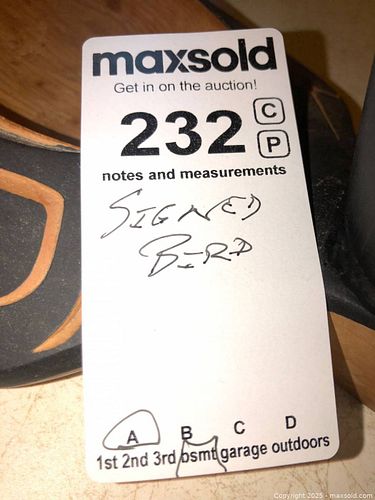 maxsold
Get in on the auction!
232 C
P
notes and measurements
SIGNED
BIRD
A B C D
1st 2nd 3rd bsmt garage outdoors
Copyright 2025 - maxsold.com